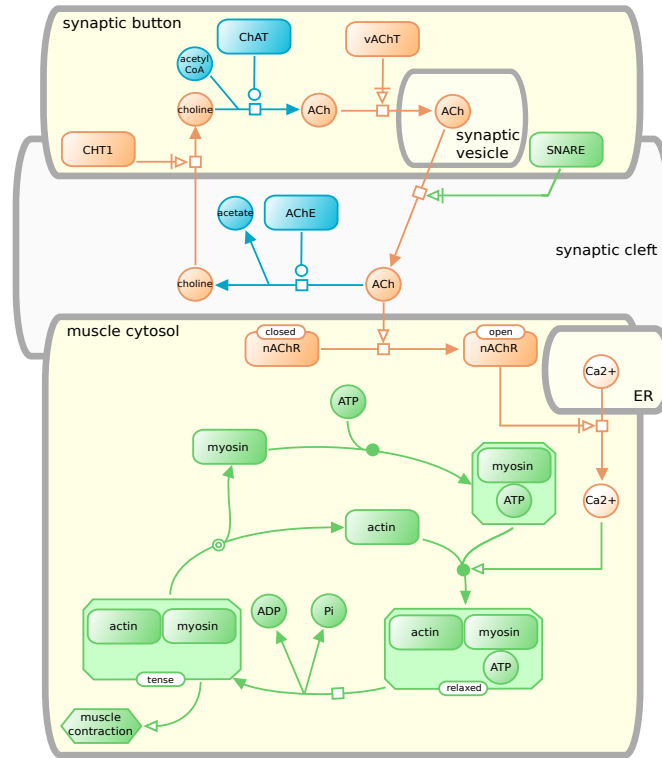 synaptic button
ChAT
vAChT
acetyl
CoA
choline
ACh
ACh
synaptic
vesicle
CHT1
SNARE
acetate
AChE
synaptic cleft
choline
ACh
muscle cytosol
closed
nAChR
open
nAChR
Ca2+
ER
ATP
myosin
myosin
ATP
Ca2+
actin
actin
myosin
tense
ADP
Pi
actin
myosin
ATP
relaxed
muscle
contraction